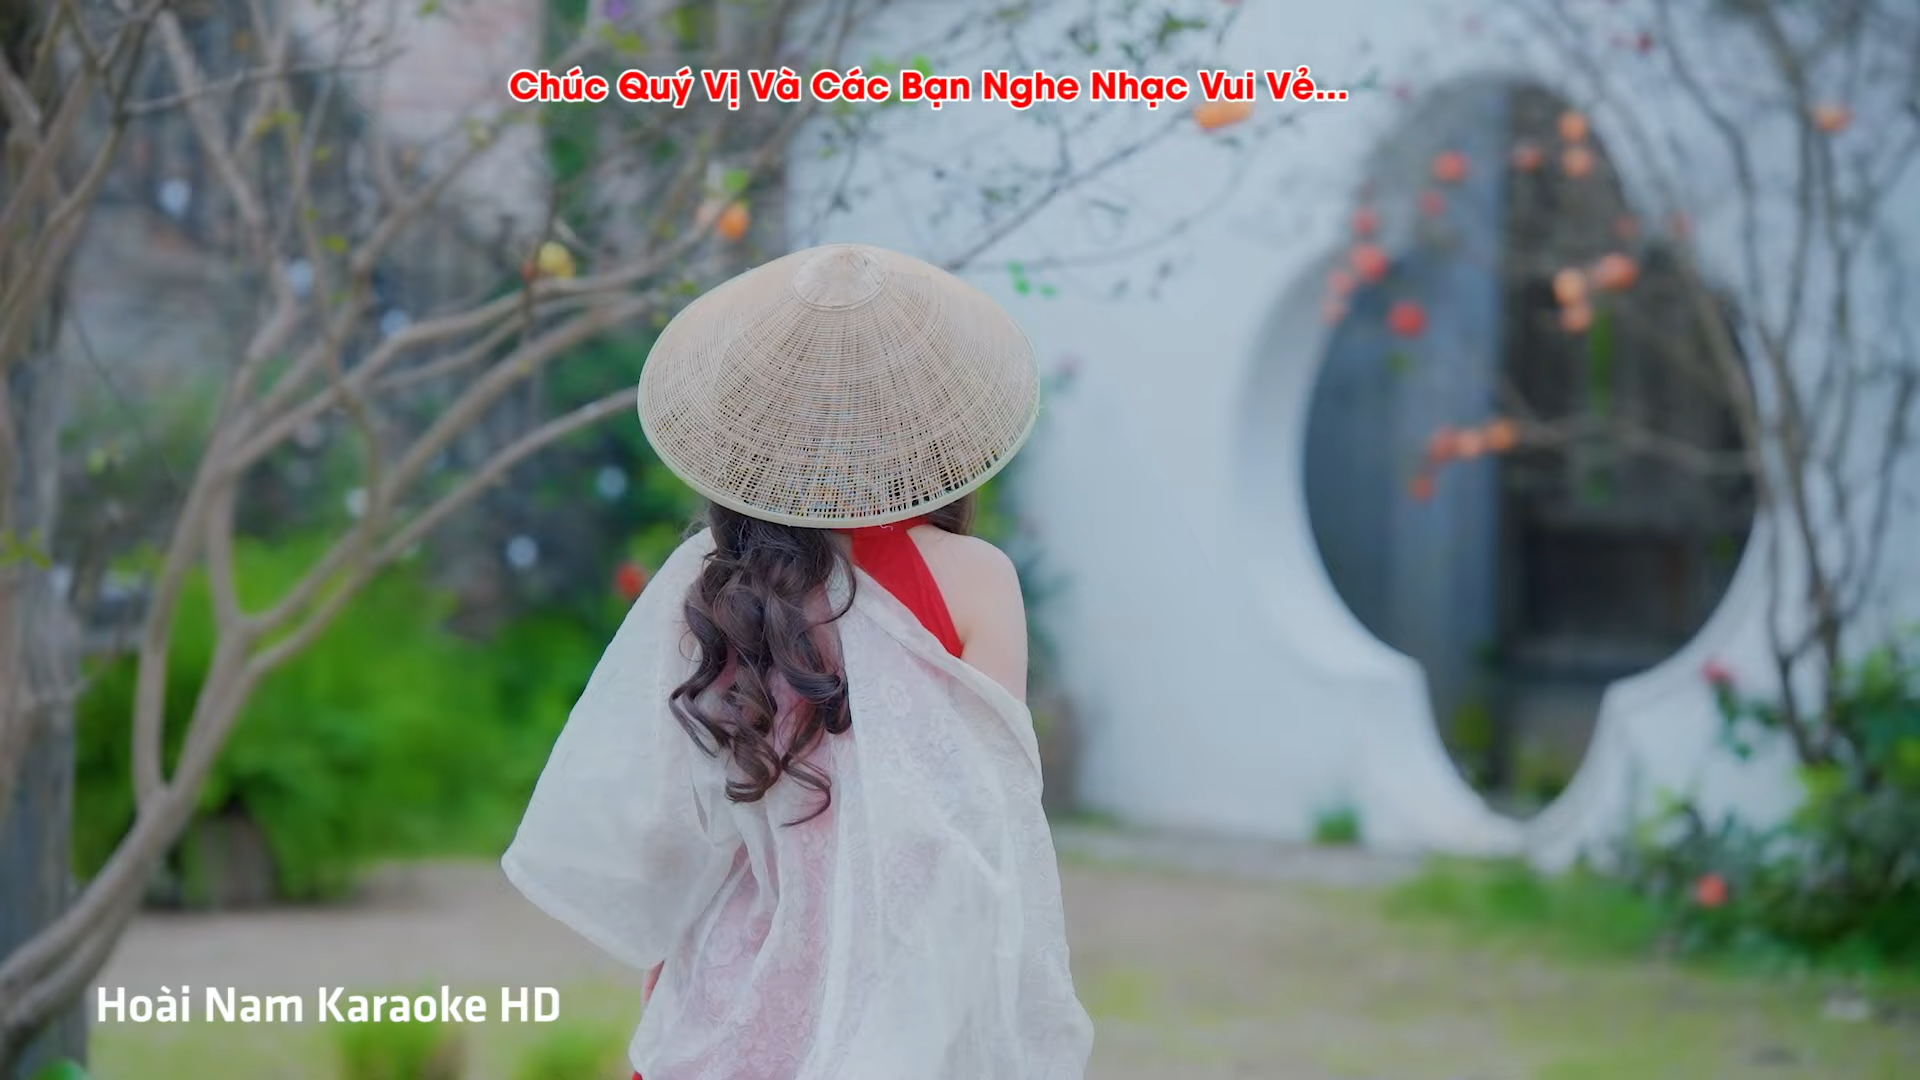 Chúc Quý Vị Và Các Bạn Nghe Nhạc Vui Vẻ...
Hoài Nam Karaoke HD